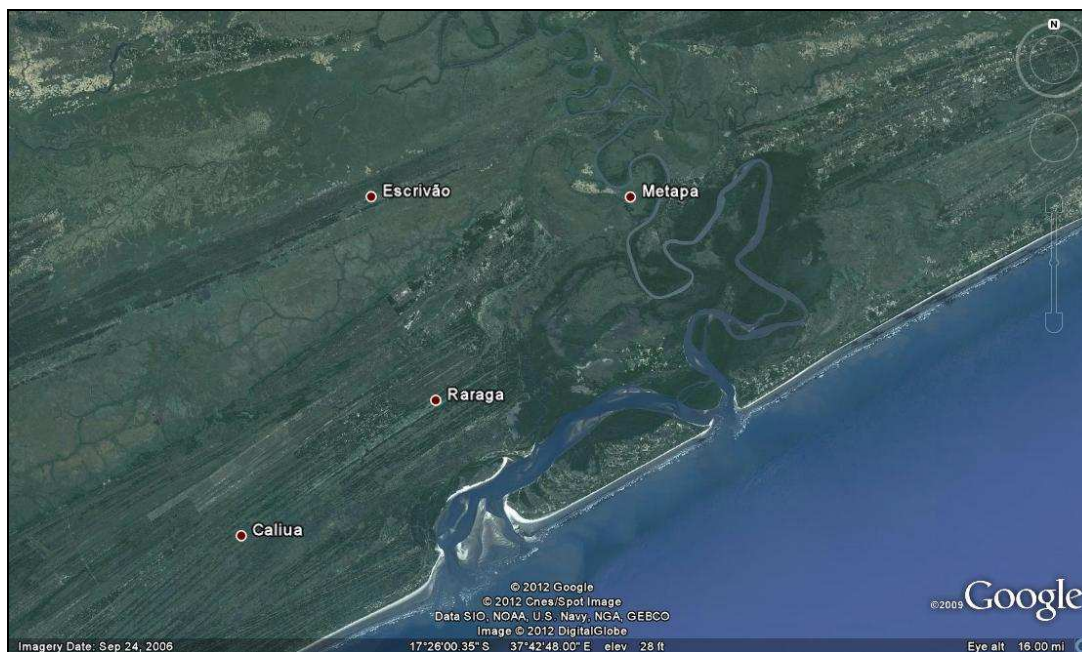 N
Escrivão
Metapa
Raraga
Caliua
© 2012 Google
© 2012 Cnes/Spot Image
Data SIO, NOAA, U.S. Navy, NGA, GEBCO
Image © 2012 DigitalGlobe
©2009 Google
Imagery Date: Sep 24, 2006 17°26'00.35" S 37°42'48.00" E elev 28 ft Eye alt 16.00 mi